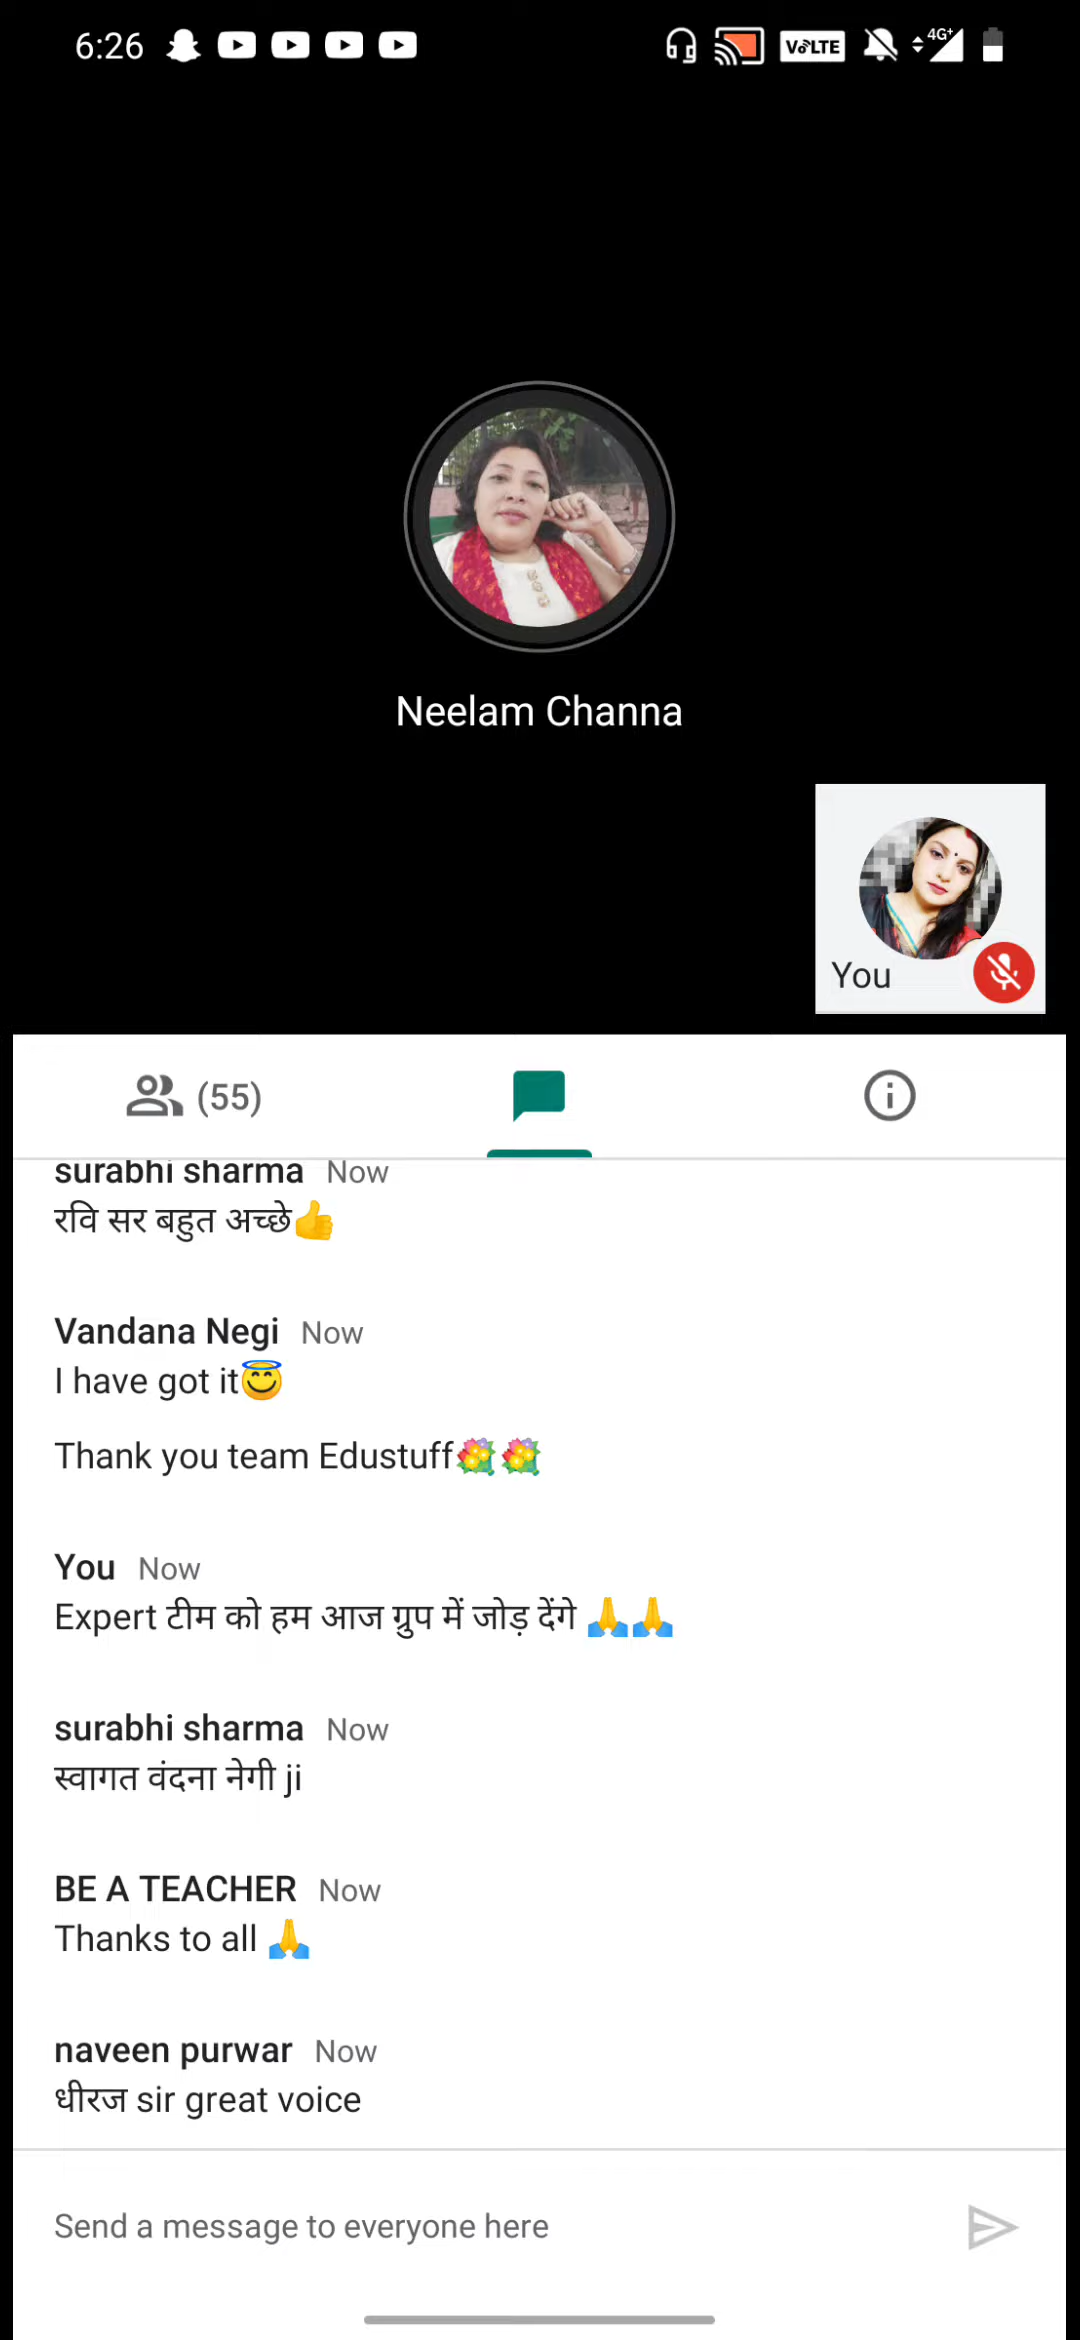 6:26
VoLTE
4G+
Neelam Channa
You
(55)
surabhi sharma Now
रवि सर बहुत अच्छे👍
Vandana Negi Now
I have got it😇
Thank you team Edustuff💐💐
You Now
Expert टीम को हम आज ग्रुप में जोड़ देंगे 🙏🙏
surabhi sharma Now
स्वागत वंदना नेगी ji
BE A TEACHER Now
Thanks to all 🙏
naveen purwar Now
धीरज sir great voice
Send a message to everyone here